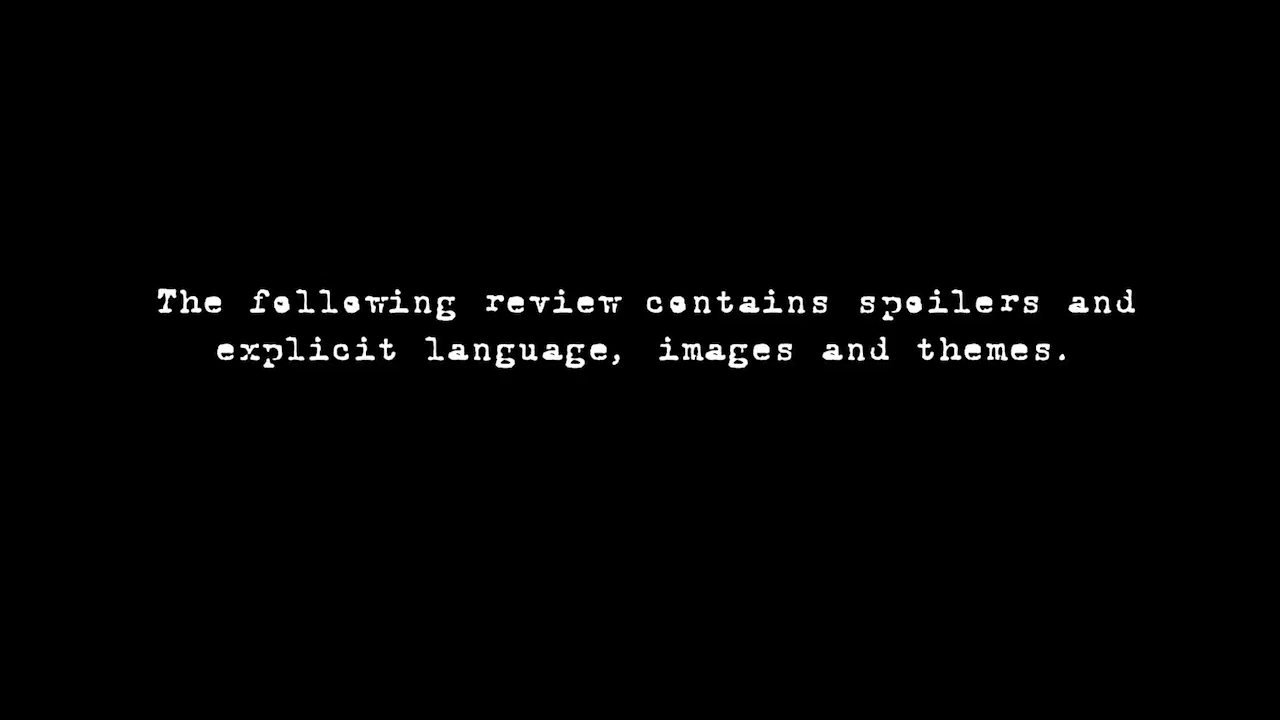 The following review contains spoilers and
explicit language, images and themes.